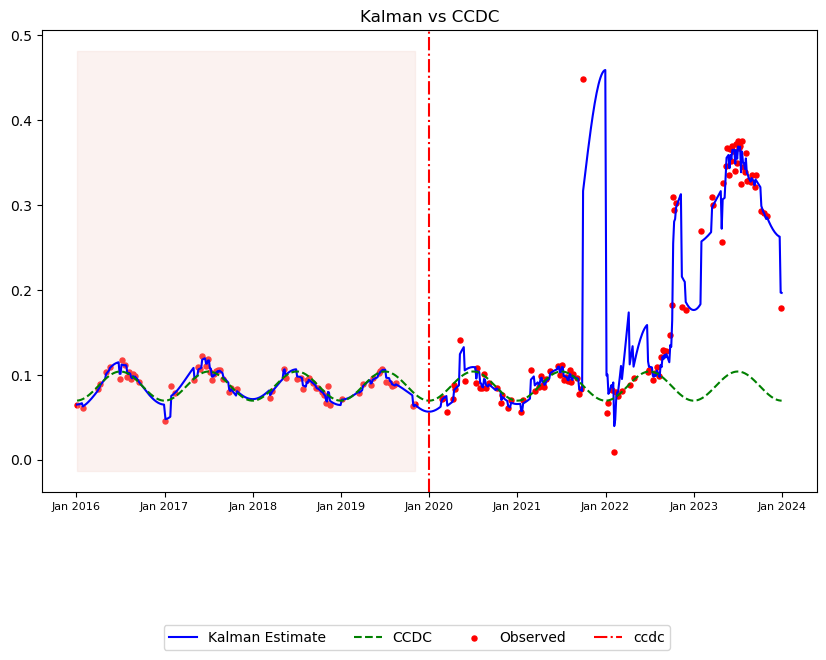 Kalman vs CCDC
0.5
0.4
0.3
0.2
0.1
0.0
Jan 2016 Jan 2017 Jan 2018 Jan 2019 Jan 2020 Jan 2021 Jan 2022 Jan 2023 Jan 2024
Kalman Estimate CCDC Observed ccdc